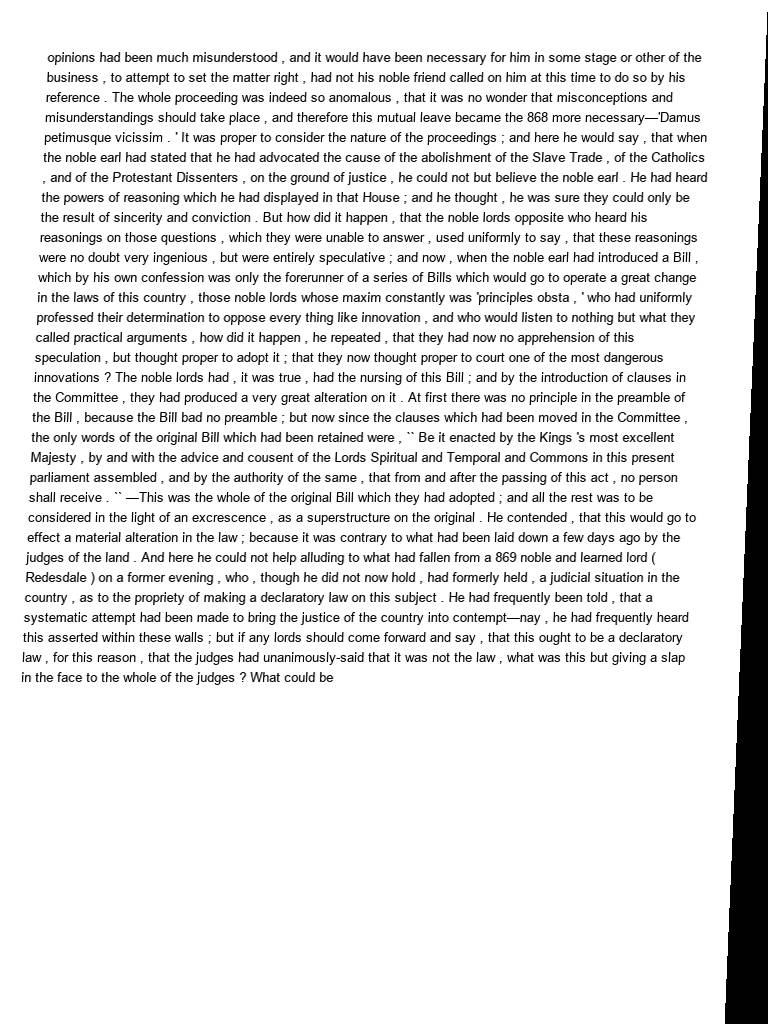 opinions had been much misunderstood , and it would have been necessary for him in some stage or other of the
business , to attempt to set the matter right , had not his noble friend called on him at this time to do so by his
reference . The whole proceeding was indeed so anomalous , that it was no wonder that misconceptions and
misunderstandings should take place , and therefore this mutual leave became the 868 more necessary—'Damus
petimusque vicissim . ' It was proper to consider the nature of the proceedings ; and here he would say , that when
the noble earl had stated that he had advocated the cause of the abolishment of the Slave Trade , of the Catholics
, and of the Protestant Dissenters , on the ground of justice , he could not but believe the noble earl . He had heard
the powers of reasoning which he had displayed in that House ; and he thought , he was sure they could only be
the result of sincerity and conviction . But how did it happen , that the noble lords opposite who heard his
reasonings on those questions , which they were unable to answer , used uniformly to say , that these reasonings
were no doubt very ingenious , but were entirely speculative ; and now , when the noble earl had introduced a Bill ,
which by his own confession was only the forerunner of a series of Bills which would go to operate a great change
in the laws of this country , those noble lords whose maxim constantly was 'principles obsta , ' who had uniformly
professed their determination to oppose every thing like innovation , and who would listen to nothing but what they
called practical arguments , how did it happen , he repeated , that they had now no apprehension of this
speculation , but thought proper to adopt it ; that they now thought proper to court one of the most dangerous
innovations ? The noble lords had , it was true , had the nursing of this Bill ; and by the introduction of clauses in
the Committee , they had produced a very great alteration on it . At first there was no principle in the preamble of
the Bill , because the Bill bad no preamble ; but now since the clauses which had been moved in the Committee ,
the only words of the original Bill which had been retained were , `` Be it enacted by the Kings 's most excellent
Majesty , by and with the advice and cousent of the Lords Spiritual and Temporal and Commons in this present
parliament assembled , and by the authority of the same , that from and after the passing of this act , no person
shall receive . `` —This was the whole of the original Bill which they had adopted ; and all the rest was to be
considered in the light of an excrescence , as a superstructure on the original . He contended , that this would go to
effect a material alteration in the law ; because it was contrary to what had been laid down a few days ago by the
judges of the land . And here he could not help alluding to what had fallen from a 869 noble and learned lord (
Redesdale ) on a former evening , who , though he did not now hold , had formerly held , a judicial situation in the
country , as to the propriety of making a declaratory law on this subject . He had frequently been told , that a
systematic attempt had been made to bring the justice of the country into contempt—nay , he had frequently heard
this asserted within these walls ; but if any lords should come forward and say , that this ought to be a declaratory
law , for this reason , that the judges had unanimously-said that it was not the law , what was this but giving a slap
in the face to the whole of the judges ? What could be